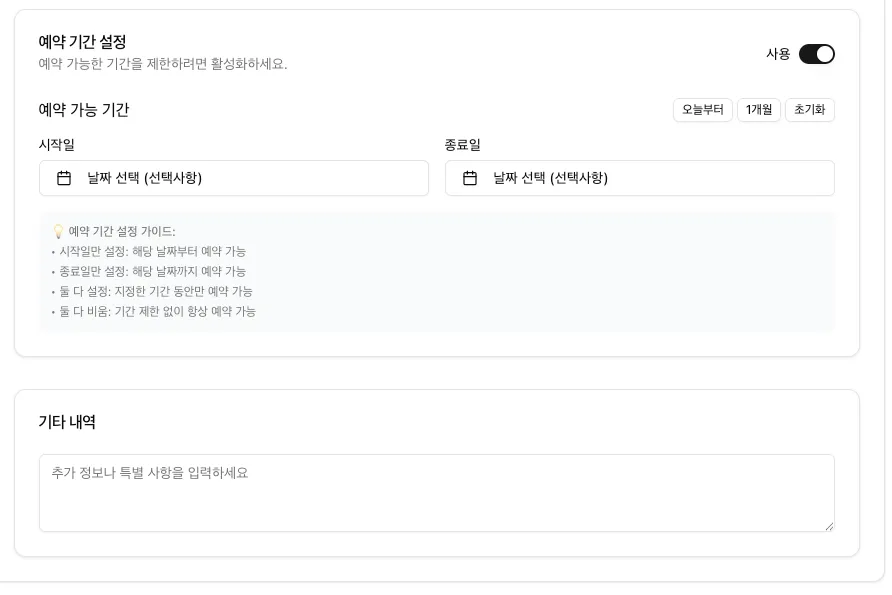 예약 기간 설정
예약 가능한 기간을 제한하려면 활성화하세요.
사용
예약 가능 기간
오늘부터 1개월 초기화
시작일 종료일
날짜 선택 (선택사항) 날짜 선택 (선택사항)
💡 예약 기간 설정 가이드:
• 시작일만 설정: 해당 날짜부터 예약 가능
• 종료일만 설정: 해당 날짜까지 예약 가능
• 둘 다 설정: 지정한 기간 동안만 예약 가능
• 둘 다 비움: 기간 제한 없이 항상 예약 가능
기타 내역
추가 정보나 특별 사항을 입력하세요